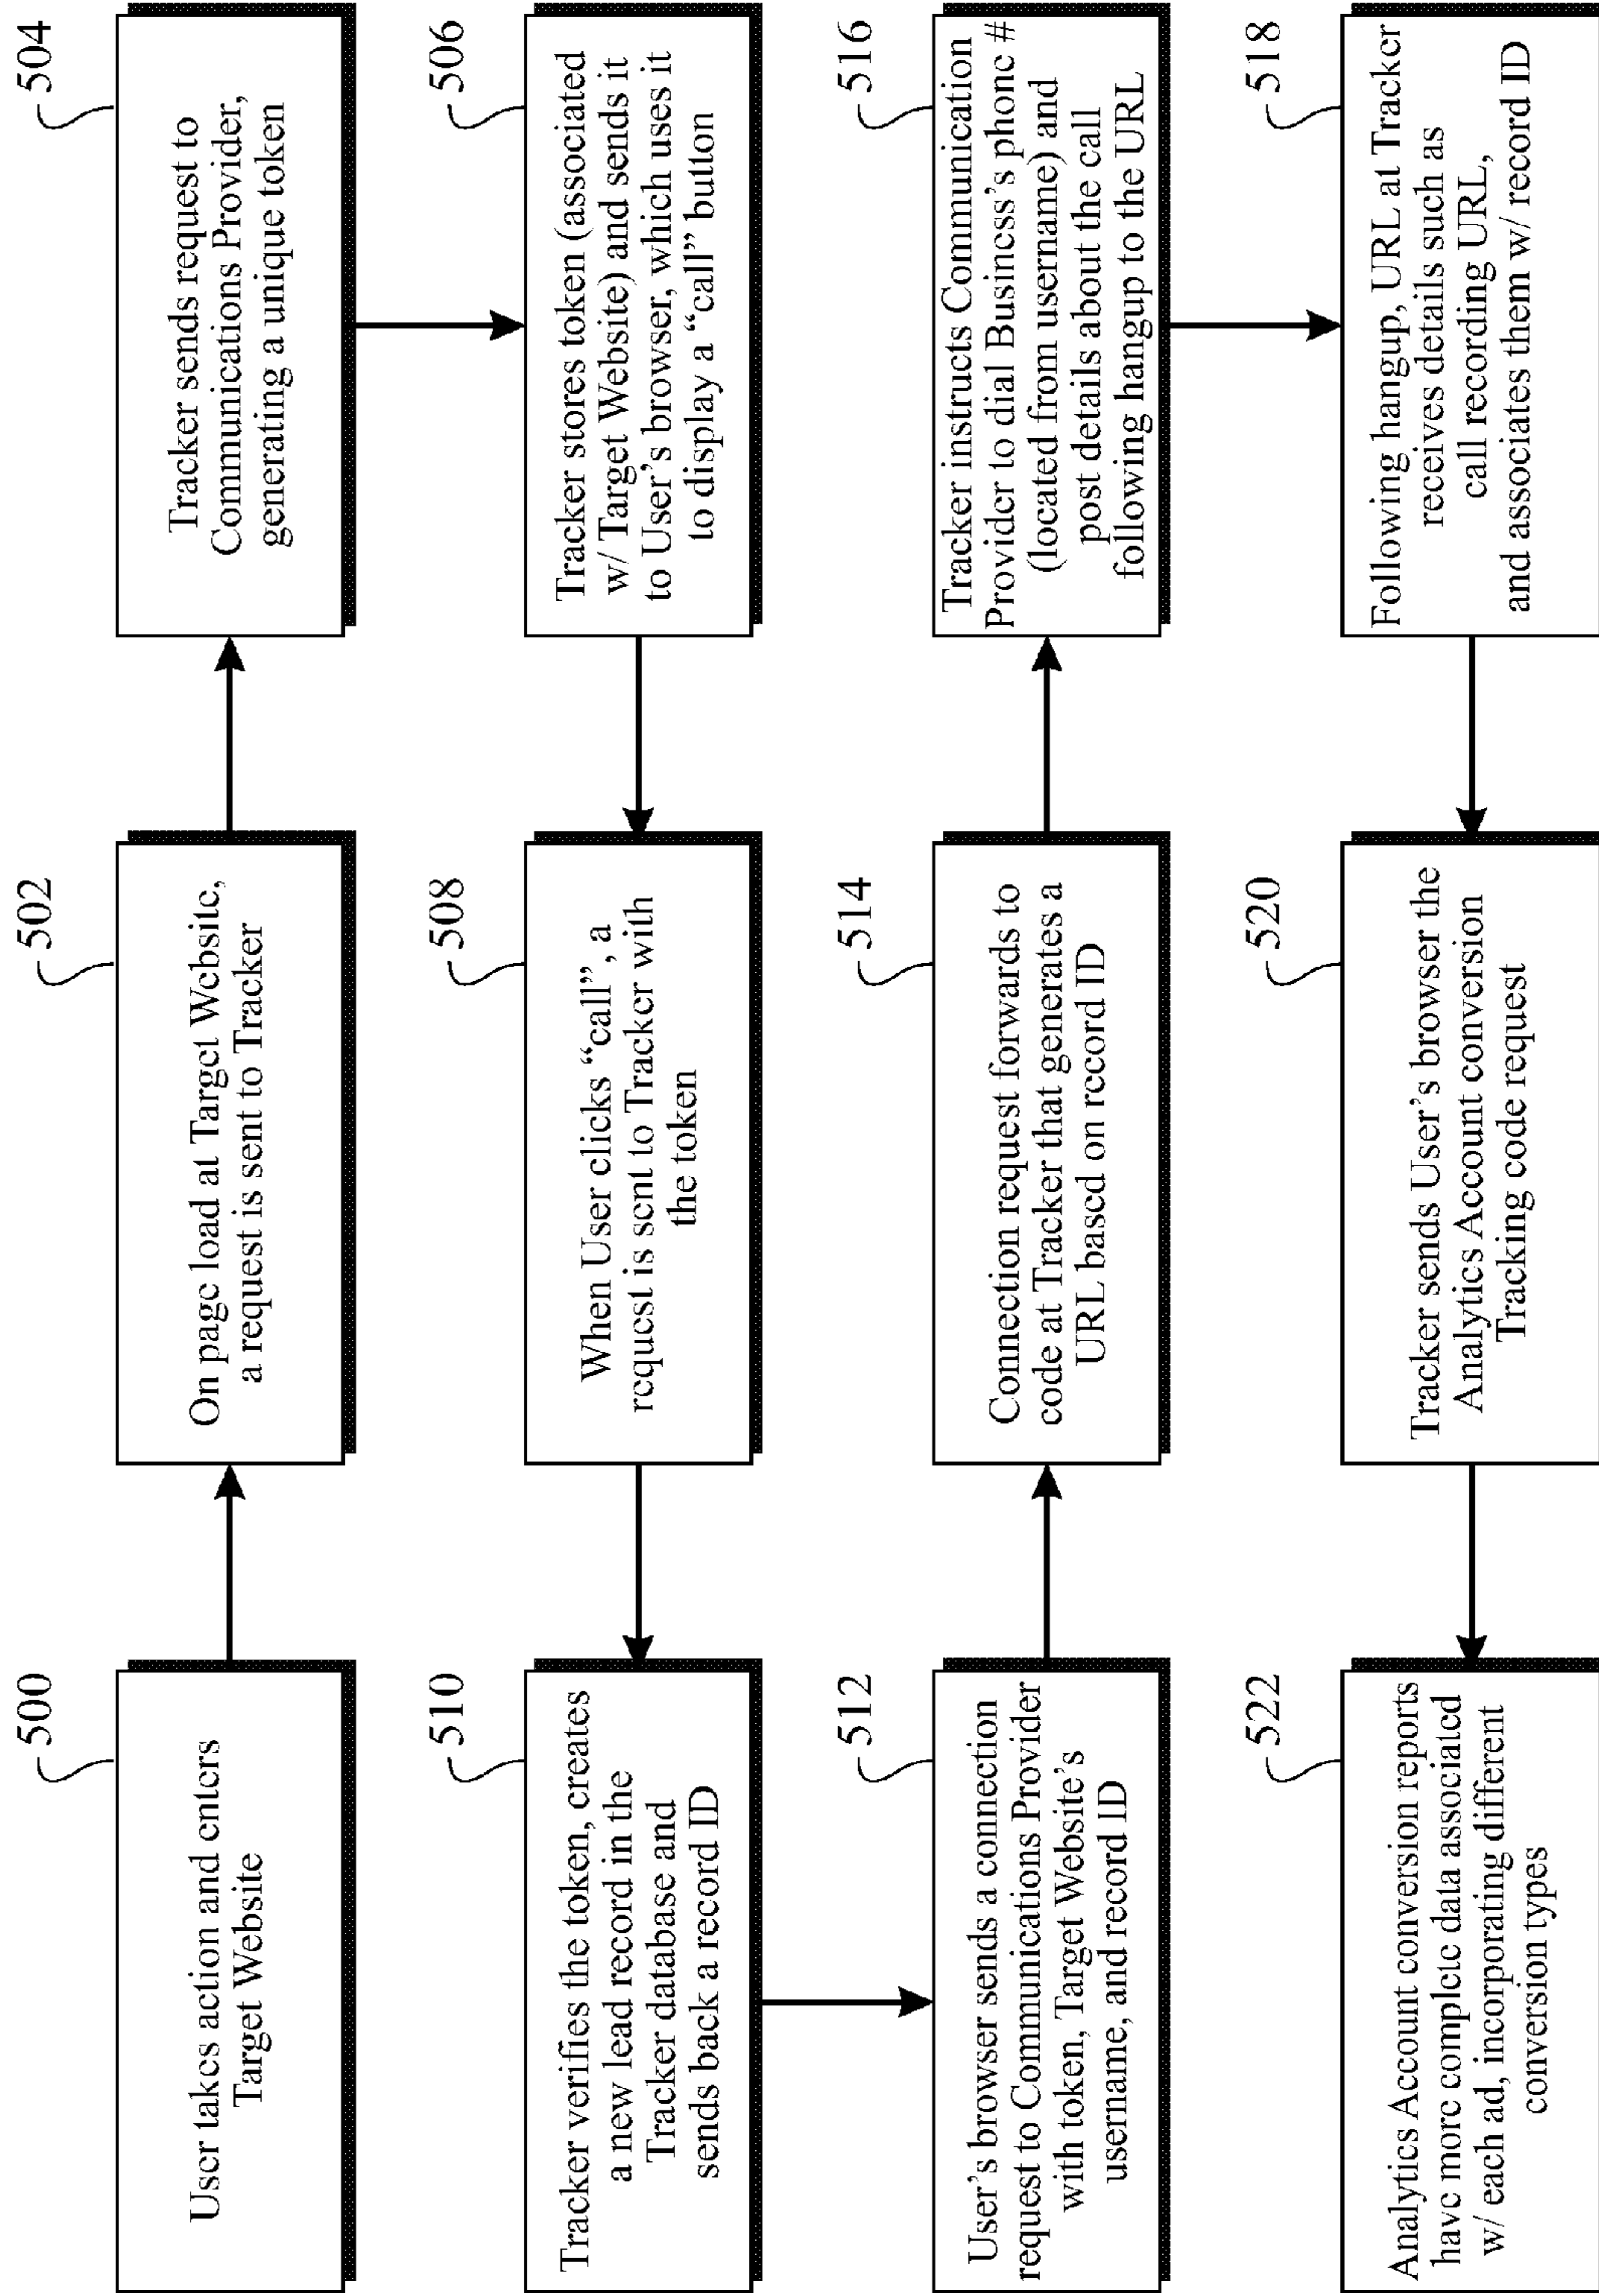 500
User takes action and enters
Target Website
502
On page load at Target Website,
a request is sent to Tracker
504
Tracker sends request to
Communications Provider,
generating a unique token
506
Tracker stores token (associated
w/ Target Website) and sends it
to User's browser, which uses it
to display a “call” button
508
When User clicks “call”, a
request is sent to Tracker with
the token
510
Tracker verifies the token, creates
a new lead record in the
Tracker database and
sends back a record ID
512
User's browser sends a connection
request to Communications Provider
with token, Target Website's
username, and record ID
514
Connection request forwards to
code at Tracker that generates a
URL based on record ID
516
Tracker instructs Communication
Provider to dial Business's phone #
(located from username) and
post details about the call
following hangup to the URL
518
Following hangup, URL at Tracker
receives details such as
call recording URL,
and associates them w/ record ID
520
Tracker sends User's browser the
Analytics Account conversion
Tracking code request
522
Analytics Account conversion reports
have more complete data associated
w/ each ad, incorporating different
conversion types